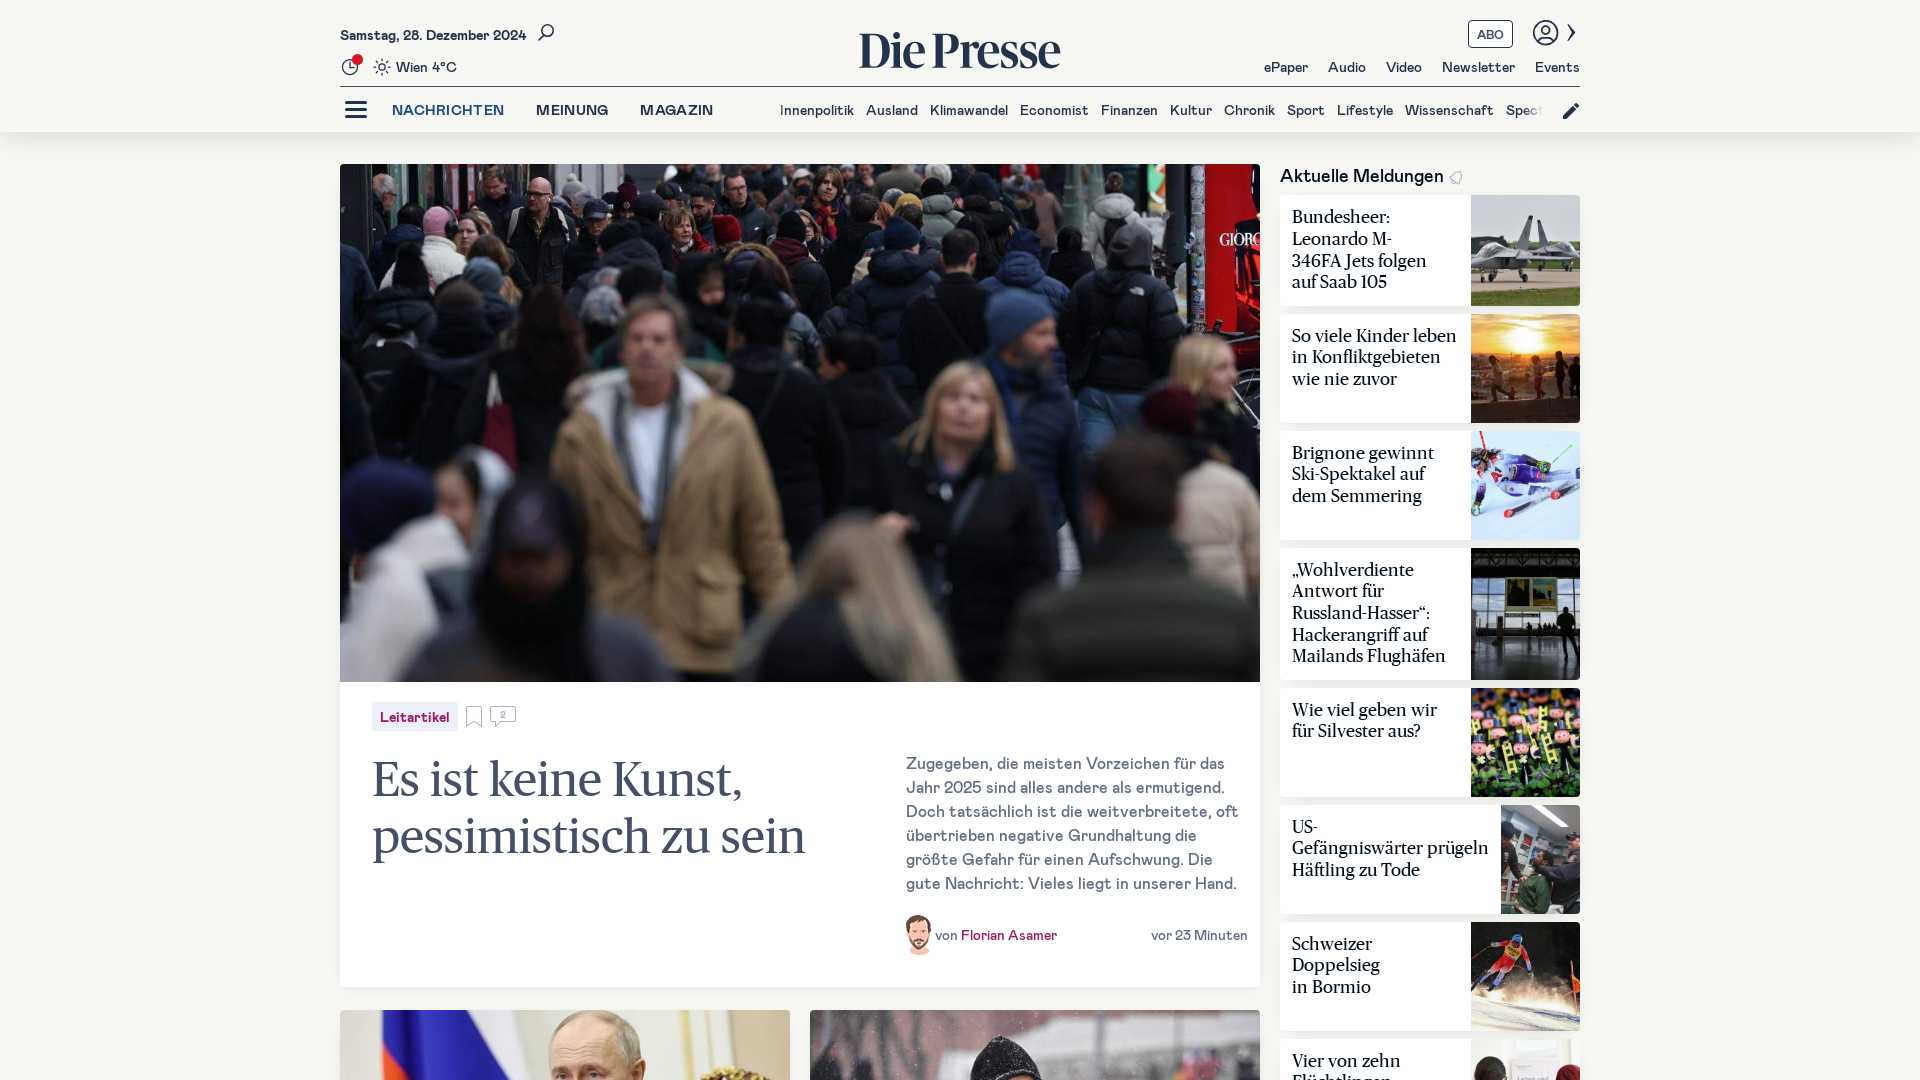 Samstag, 28. Dezember 2024
Wien 4°C
Die Presse
ABO
ePaper Audio Video Newsletter Events
NACHRICHTEN MEINUNG MAGAZIN
Innenpolitik Ausland Klimawandel Economist Finanzen Kultur Chronik Sport Lifestyle Wissenschaft Spect
GIORG
Leitartikel
Es ist keine Kunst,
pessimistisch zu sein
Zugegeben, die meisten Vorzeichen für das
Jahr 2025 sind alles andere als ermutigend.
Doch tatsächlich ist die weitverbreitete, oft
übertrieben negative Grundhaltung die
größte Gefahr für einen Aufschwung. Die
gute Nachricht: Vieles liegt in unserer Hand.
von Florian Asamer
vor 23 Minuten
Aktuelle Meldungen
Bundesheer:
Leonardo M-
346FA Jets folgen
auf Saab 105
So viele Kinder leben
in Konfliktgebieten
wie nie zuvor
Brignone gewinnt
Ski-Spektakel auf
dem Semmering
„Wohlverdiente
Antwort für
Russland-Hasser“:
Hackerangriff auf
Mailands Flughäfen
Wie viel geben wir
für Silvester aus?
US-
Gefängniswärter prügeln
Häftling zu Tode
Schweizer
Doppelsieg
in Bormio
Vier von zehn
Flüchtlingen